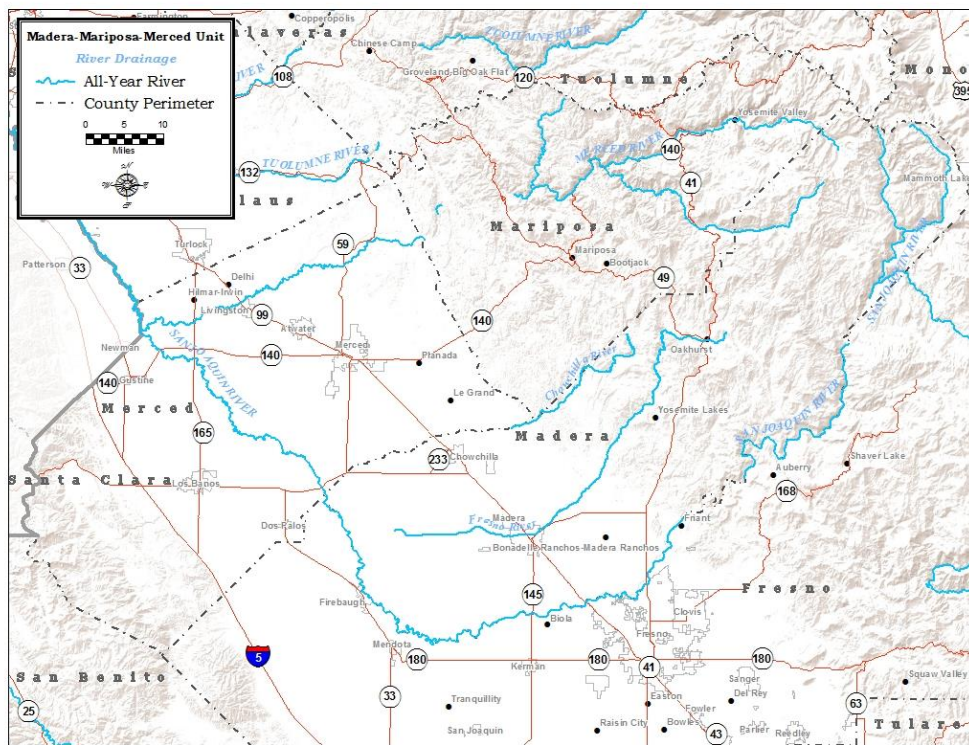 Madera-Mariposa-Merced Unit
River Drainage
All-Year River
County Perimeter
0 5 10
Miles
N
W E
S
Farmington
Copperopolis
Chinese Camp
TUOLUMNE RIVER
Groveland Big Oak Flat
108
120
Tuolumne
Mono
395
Yosemite Valley
MERCED RIVER
140
TUOLUMNE RIVER
132
41
Mammoth Lake
laus
Mariposa
Turlock
59
Patterson
33
Mariposa
Bootjack
SAN JOAQUIN RIVER
Delhi
49
Hilmar-Irwin
Livingston
99
Atwater
140
SAN JOAQUIN RIVER
Merced
Oakhurst
Newman
140
Planada
140
Gustine
Le Grand
Merced
Yosemite Lakes
SAN JOAQUIN RIVER
165
Madera
233
Chowchilla
Shaver Lake
Auberry
Santa Clara
Los Banos
168
Dos Palos
Madera
Fresno River
Friant
Bonadelle Ranchos-Madera Ranchos
Fresno
145
Firebaugh
Clovis
Biola
Fresno
5
Mendota
180
Kerman
180
41
180
San Benito
Sanger
Squaw Valley
33
Del Rey
25
Tranquillity
Easton
63
Fowler
Tulare
San Joaquin
Raisin City
Bowles
43
Parlier
Reedley